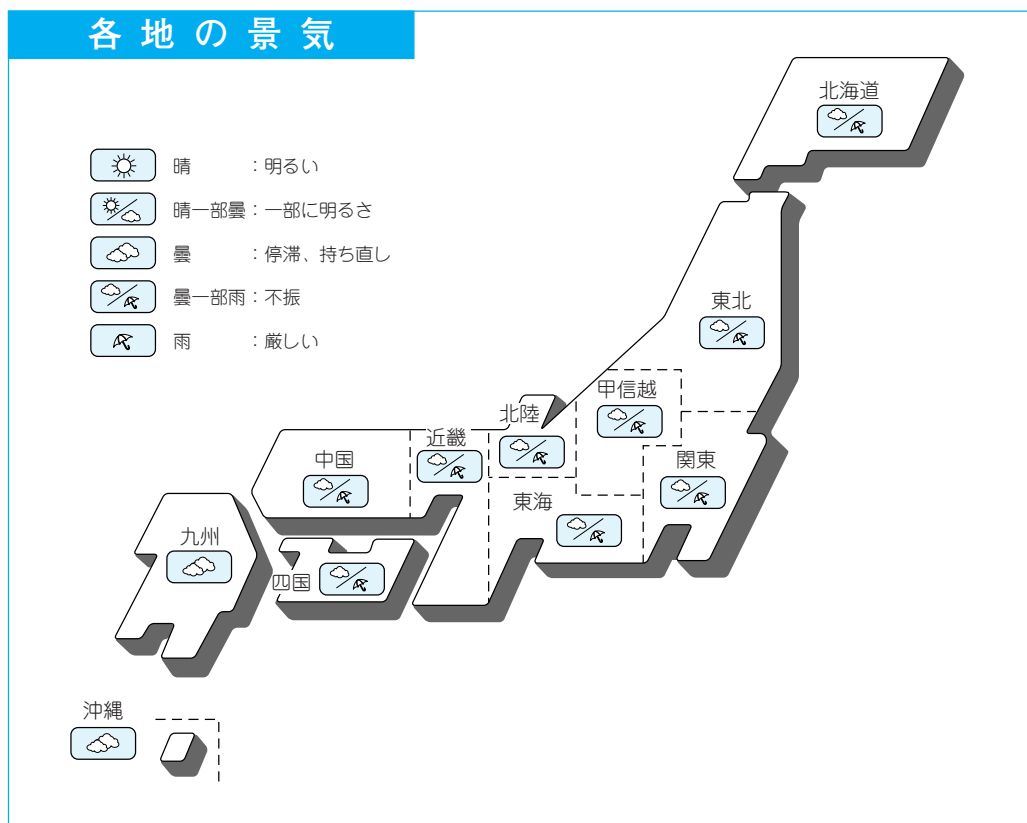 各地の景気
晴　　　：明るい
晴一部曇：一部に明るさ
曇　　　：停滞、持ち直し
曇一部雨：不振
雨　　　：厳しい
北海道
東北
甲信越
北陸
近畿
中国
関東
東海
九州
四国
沖縄